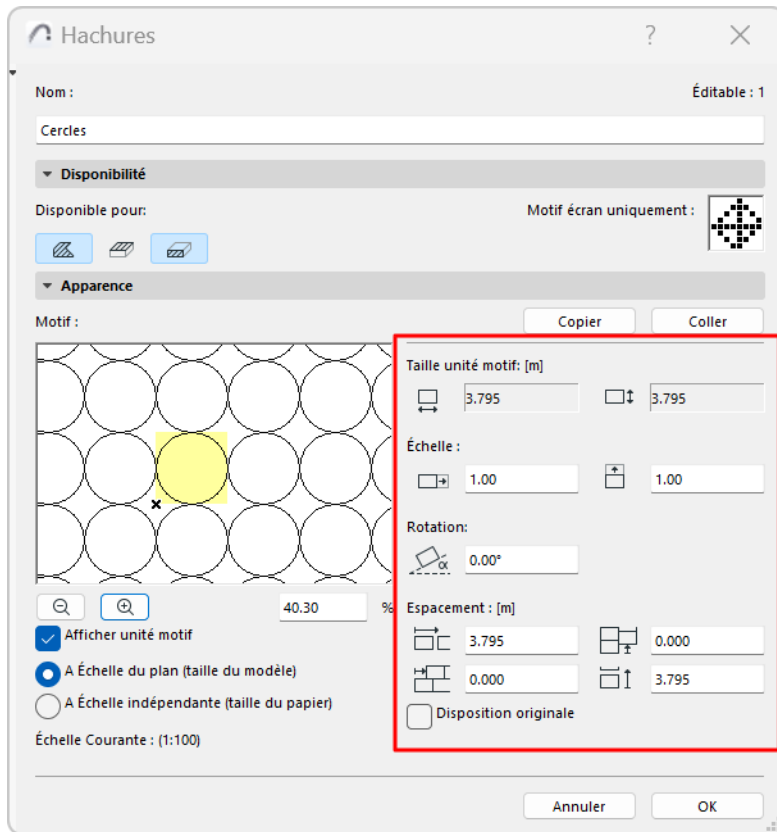 Hachures ?
Nom : Éditable : 1
Cercles
Disponibilité
Disponible pour: Motif écran uniquement :
Apparence
Motif : Copier Coller
Taille unité motif: [m]
3.795 3.795
Échelle :
1.00 1.00
Rotation:
α 0.00°
Espacement : [m]
40.30 %
3.795 0.000
Afficher unité motif
A Échelle du plan (taille du modèle)
0.000 3.795
A Échelle indépendante (taille du papier)
Disposition originale
Échelle Courante : (1:100)
Annuler OK